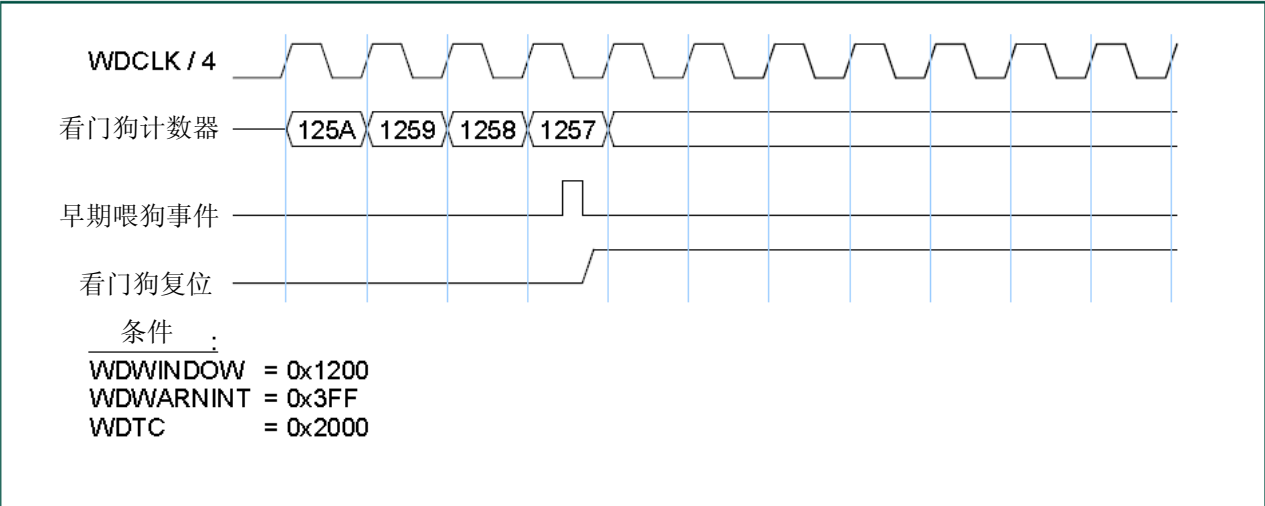 WDCLK / 4
看门狗计数器 125A 1259 1258 1257
早期喂狗事件
看门狗复位
条件 :
WDWINDOW = 0x1200
WDWARNINT = 0x3FF
WDTC = 0x2000